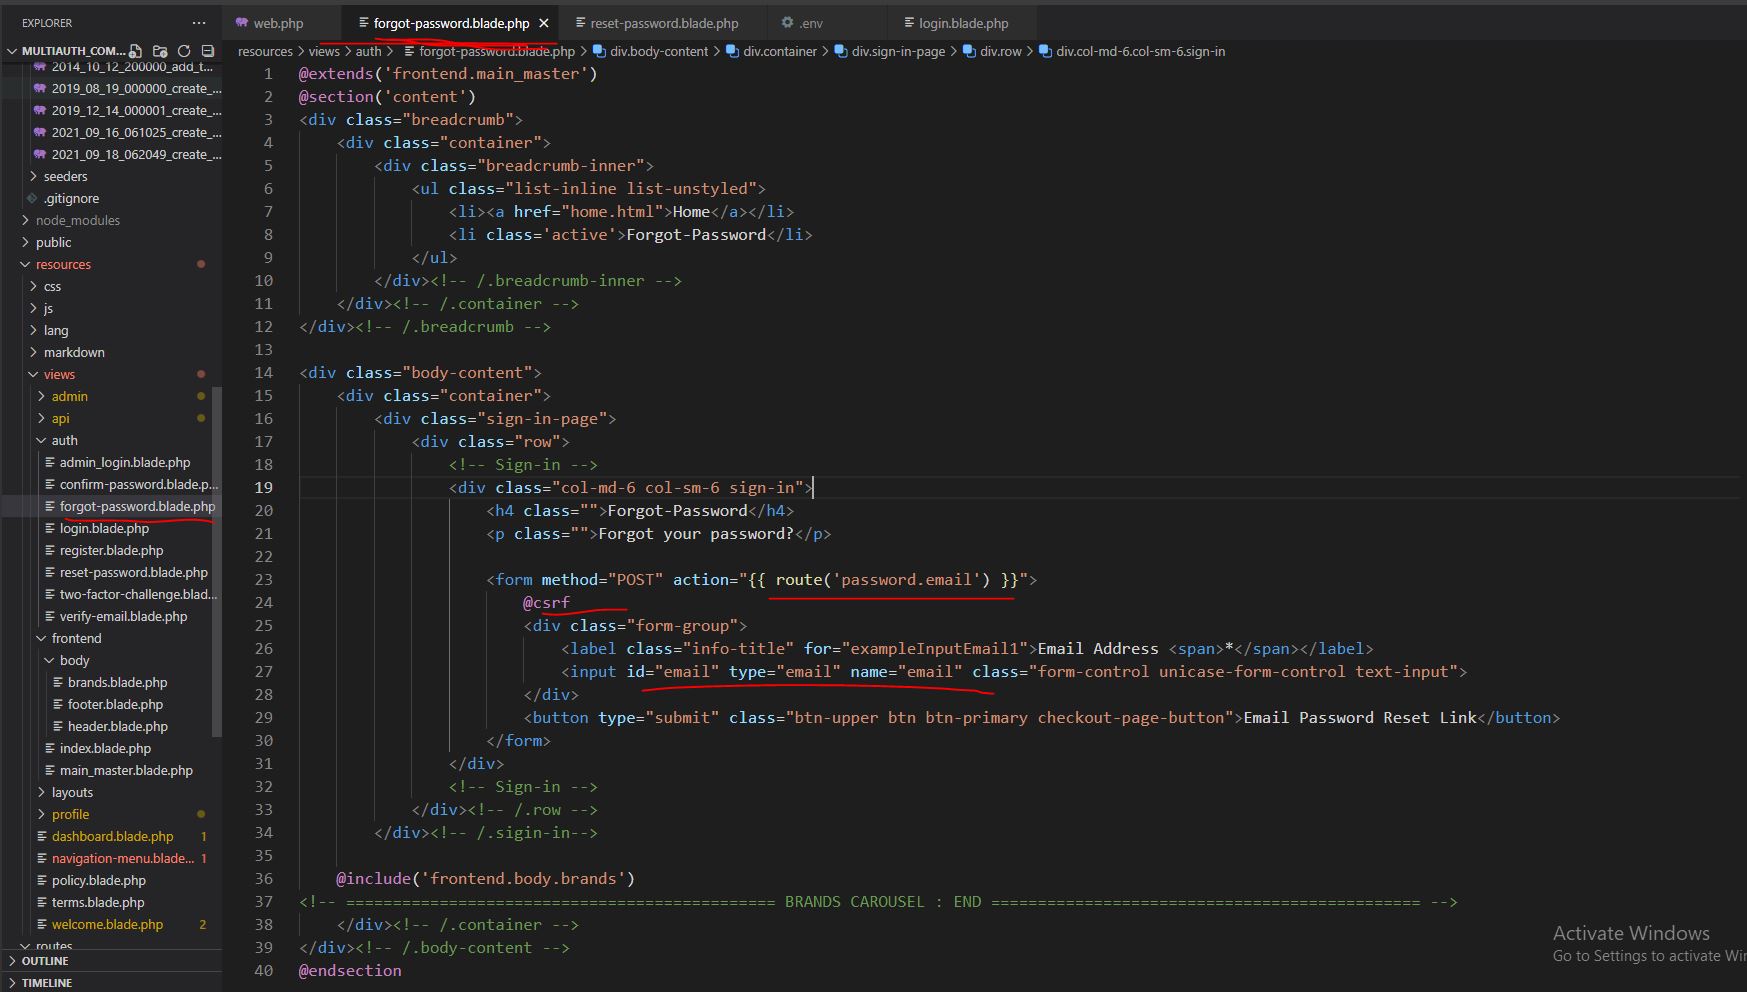 EXPLORER
MULTIAUTH_COM...
2014_10_12_200000_add_t...
2019_08_19_000000_create_...
2019_12_14_000001_create_...
2021_09_16_061025_create_...
2021_09_18_062049_create_...
seeders
.gitignore
node_modules
public
resources
css
js
lang
markdown
views
admin
api
auth
admin_login.blade.php
confirm-password.blade.p...
forgot-password.blade.php
login.blade.php
register.blade.php
reset-password.blade.php
two-factor-challenge.blad...
verify-email.blade.php
frontend
body
brands.blade.php
footer.blade.php
header.blade.php
index.blade.php
main_master.blade.php
layouts
profile
dashboard.blade.php 1
navigation-menu.blade... 1
policy.blade.php
terms.blade.php
welcome.blade.php 2
routes
OUTLINE
TIMELINE
web.php forgot-password.blade.php reset-password.blade.php .env login.blade.php
resources > views > auth > forgot-password.blade.php > div.body-content > div.container > div.sign-in-page > div.row > div.col-md-6.col-sm-6.sign-in
1 @extends('frontend.main_master')
2 @section('content')
3 <div class="breadcrumb">
4 <div class="container">
5 <div class="breadcrumb-inner">
6 <ul class="list-inline list-unstyled">
7 <li><a href="home.html">Home</a></li>
8 <li class='active'>Forgot-Password</li>
9 </ul>
10 </div><!-- /.breadcrumb-inner -->
11 </div><!-- /.container -->
12 </div><!-- /.breadcrumb -->
13
14 <div class="body-content">
15 <div class="container">
16 <div class="sign-in-page">
17 <div class="row">
18 <!-- Sign-in -->
19 <div class="col-md-6 col-sm-6 sign-in">
20 <h4 class="">Forgot-Password</h4>
21 <p class="">Forgot your password?</p>
22
23 <form method="POST" action="{{ route('password.email') }}">
24 @csrf
25 <div class="form-group">
26 <label class="info-title" for="exampleInputEmail1">Email Address <span>*</span></label>
27 <input id="email" type="email" name="email" class="form-control unicase-form-control text-input">
28 </div>
29 <button type="submit" class="btn-upper btn btn-primary checkout-page-button">Email Password Reset Link</button>
30 </form>
31 </div>
32 <!-- Sign-in -->
33 </div><!-- /.row -->
34 </div><!-- /.sigin-in-->
35
36 @include('frontend.body.brands')
37 <!-- ============================================== BRANDS CAROUSEL : END ============================================== -->
38 </div><!-- /.container -->
39 </div><!-- /.body-content -->
40 @endsection
Activate Windows
Go to Settings to activate Wi